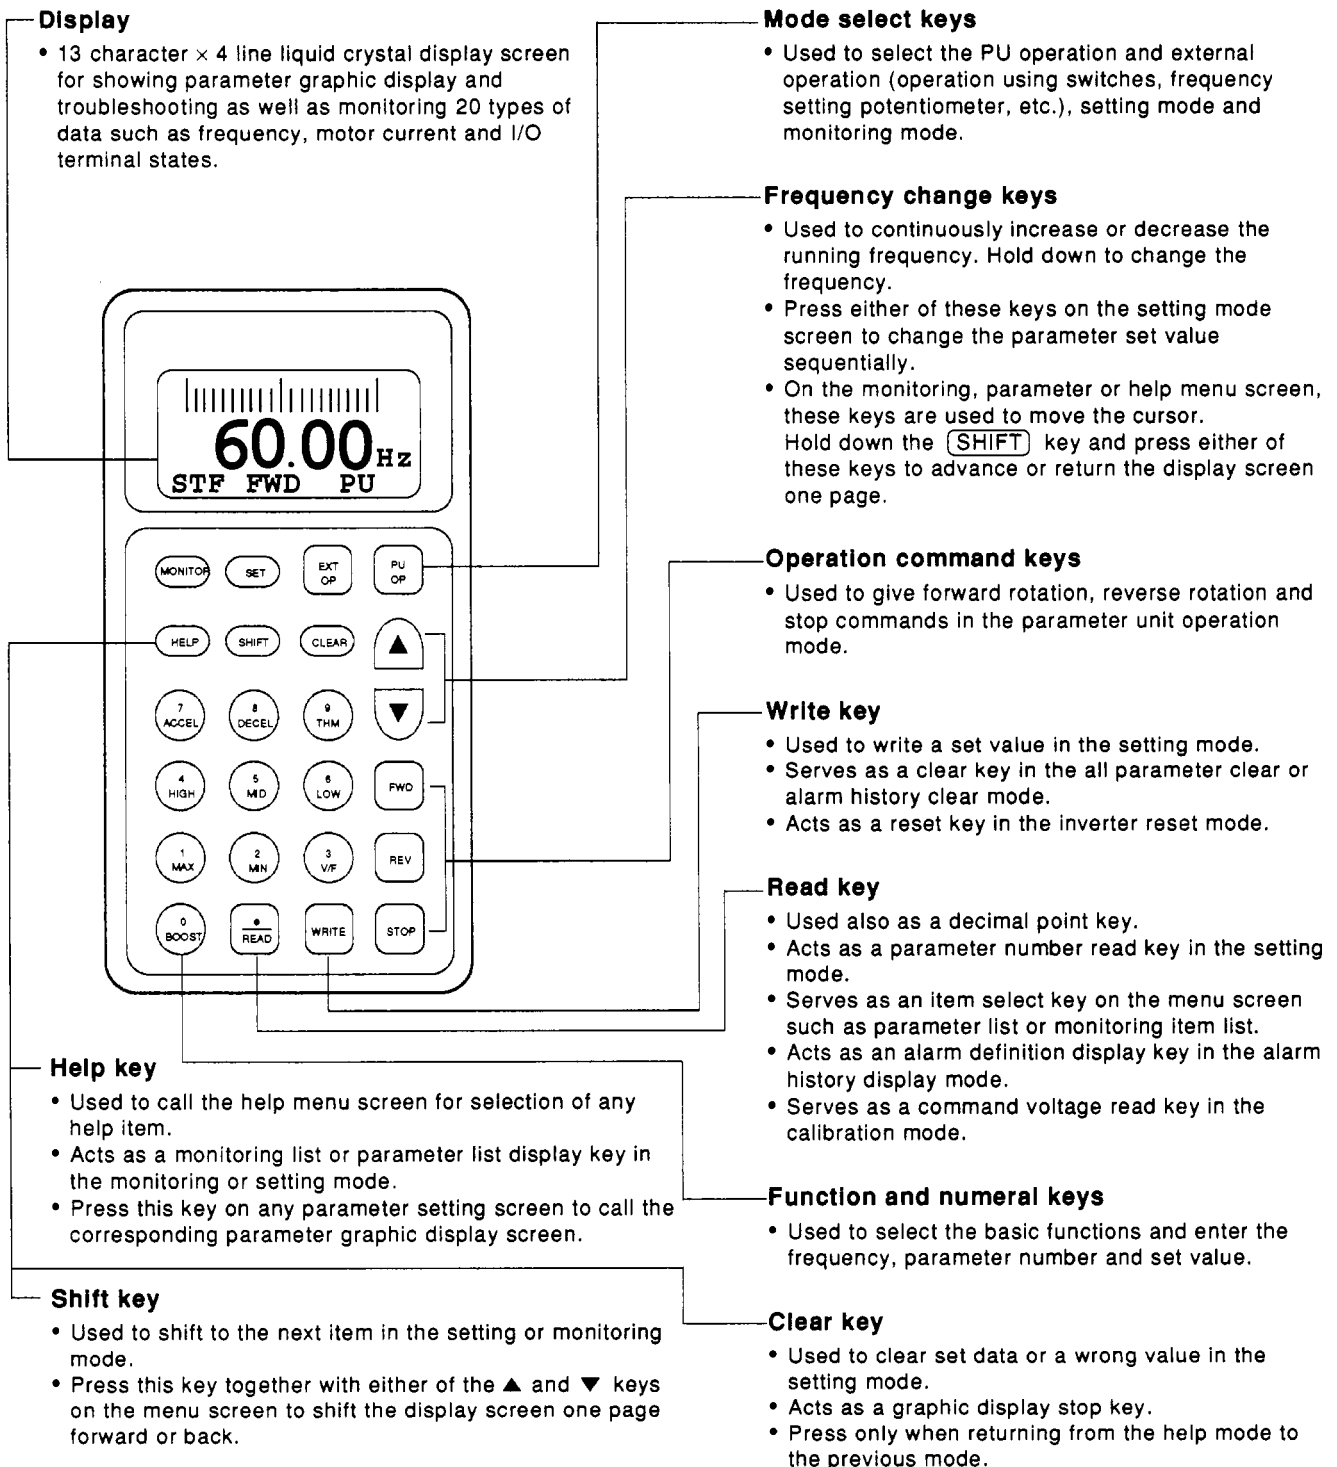 Display
• 13 character × 4 line liquid crystal display screen
for showing parameter graphic display and
troubleshooting as well as monitoring 20 types of
data such as frequency, motor current and I/O
terminal states.
Mode select keys
• Used to select the PU operation and external
operation (operation using switches, frequency
setting potentiometer, etc.), setting mode and
monitoring mode.
Frequency change keys
• Used to continuously increase or decrease the
running frequency. Hold down to change the
frequency.
• Press either of these keys on the setting mode
screen to change the parameter set value
sequentially.
• On the monitoring, parameter or help menu screen,
these keys are used to move the cursor.
Hold down the SHIFT key and press either of
these keys to advance or return the display screen
one page.
Operation command keys
• Used to give forward rotation, reverse rotation and
stop commands in the parameter unit operation
mode.
Write key
• Used to write a set value in the setting mode.
• Serves as a clear key in the all parameter clear or
alarm history clear mode.
• Acts as a reset key in the inverter reset mode.
Read key
• Used also as a decimal point key.
• Acts as a parameter number read key in the setting
mode.
• Serves as an item select key on the menu screen
such as parameter list or monitoring item list.
• Acts as an alarm definition display key in the alarm
history display mode.
• Serves as a command voltage read key in the
calibration mode.
Function and numeral keys
• Used to select the basic functions and enter the
frequency, parameter number and set value.
Clear key
• Used to clear set data or a wrong value in the
setting mode.
• Acts as a graphic display stop key.
• Press only when returning from the help mode to
the previous mode.
60.00 Hz
STF FWD PU
MONITOR SET EXT OP PU OP
HELP SHIFT CLEAR ▲
7 ACCEL 8 DECEL 9 THM ▼
4 HIGH 5 MID 6 LOW FWD
1 MAX 2 MIN 3 V/F REV
0 BOOST • READ WRITE STOP
Help key
• Used to call the help menu screen for selection of any
help item.
• Acts as a monitoring list or parameter list display key in
the monitoring or setting mode.
• Press this key on any parameter setting screen to call the
corresponding parameter graphic display screen.
Shift key
• Used to shift to the next item in the setting or monitoring
mode.
• Press this key together with either of the ▲ and ▼ keys
on the menu screen to shift the display screen one page
forward or back.